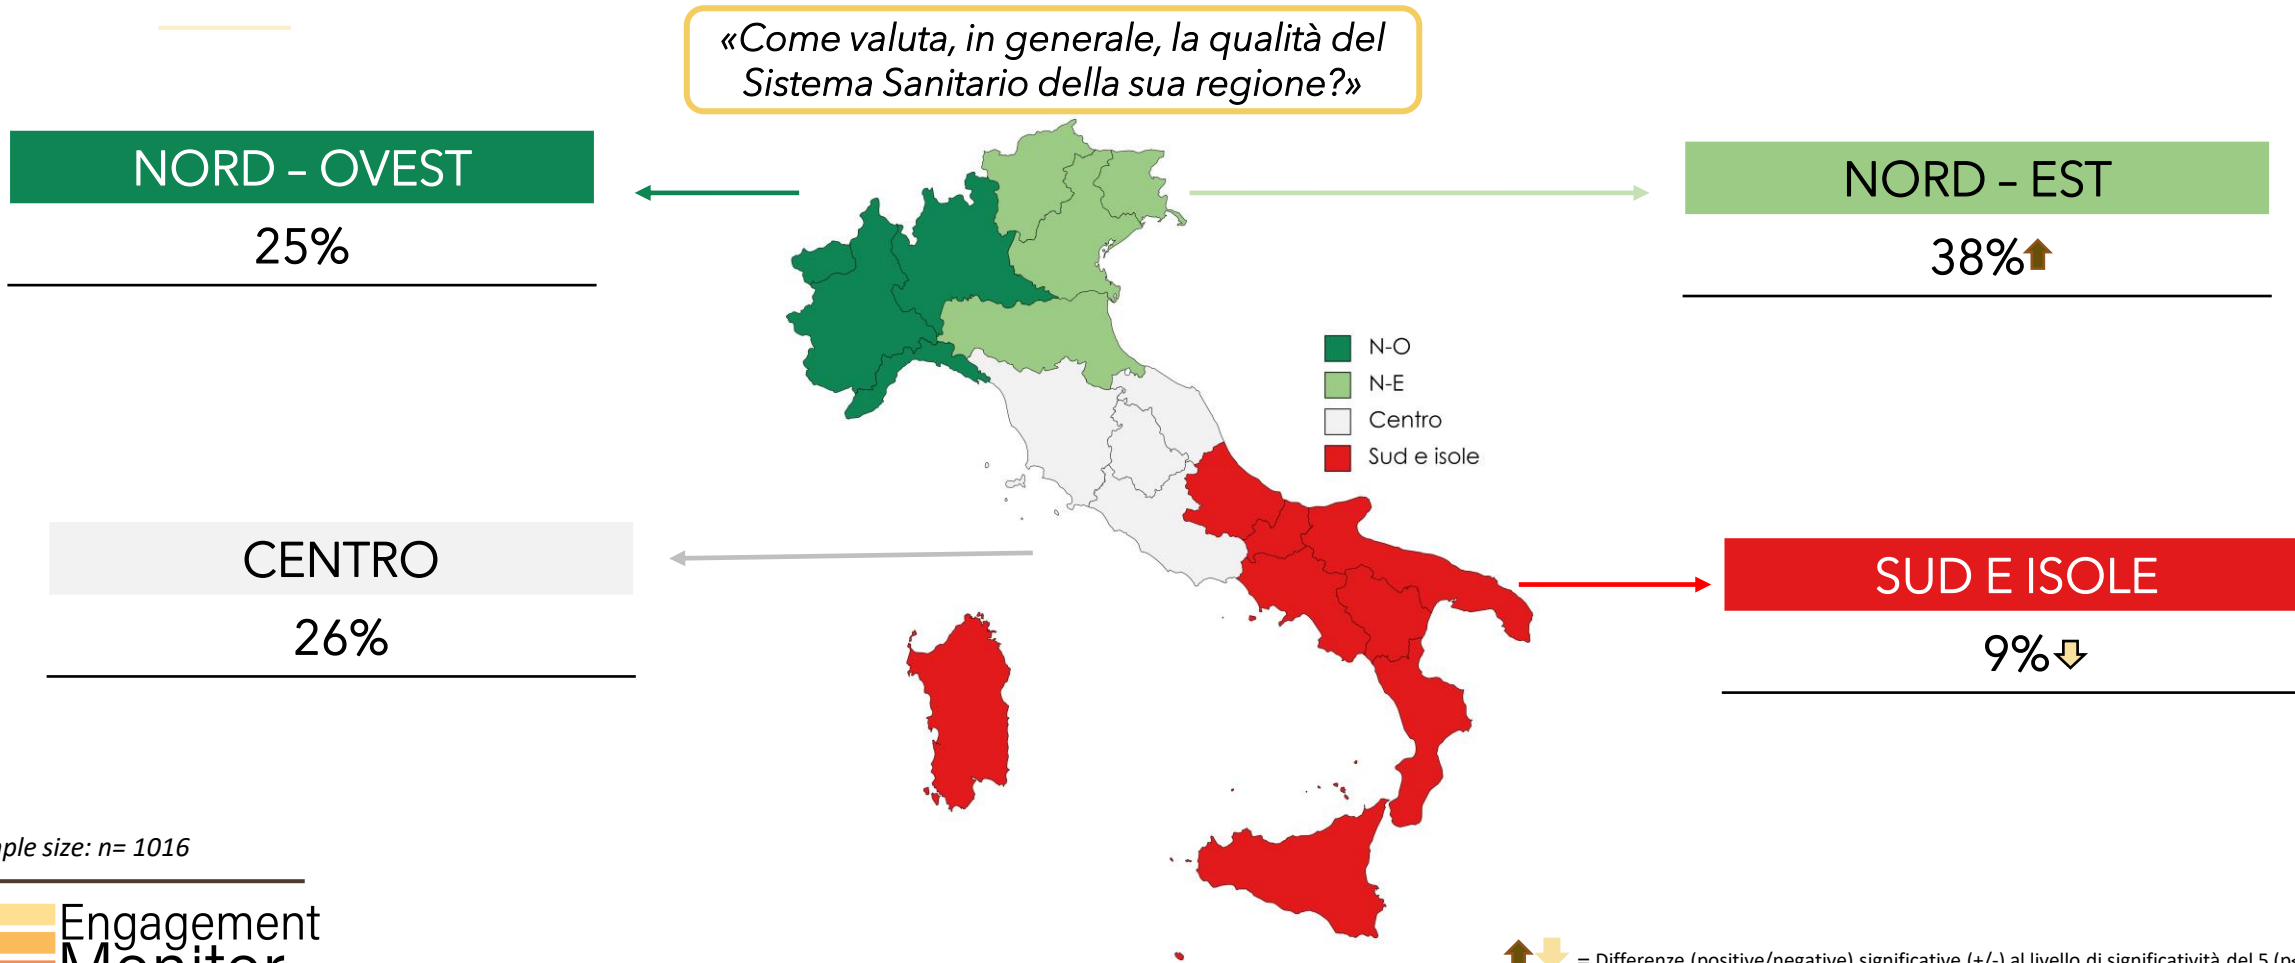 «Come valuta, in generale, la qualità del
Sistema Sanitario della sua regione?»
NORD – OVEST
25%
NORD – EST
38%
N-O
N-E
Centro
Sud e isole
CENTRO
26%
SUD E ISOLE
9%
size: n= 1016
Engagement
Monitor
= Differenze (positive/negative) significative (+/-) al livello di significatività del 5